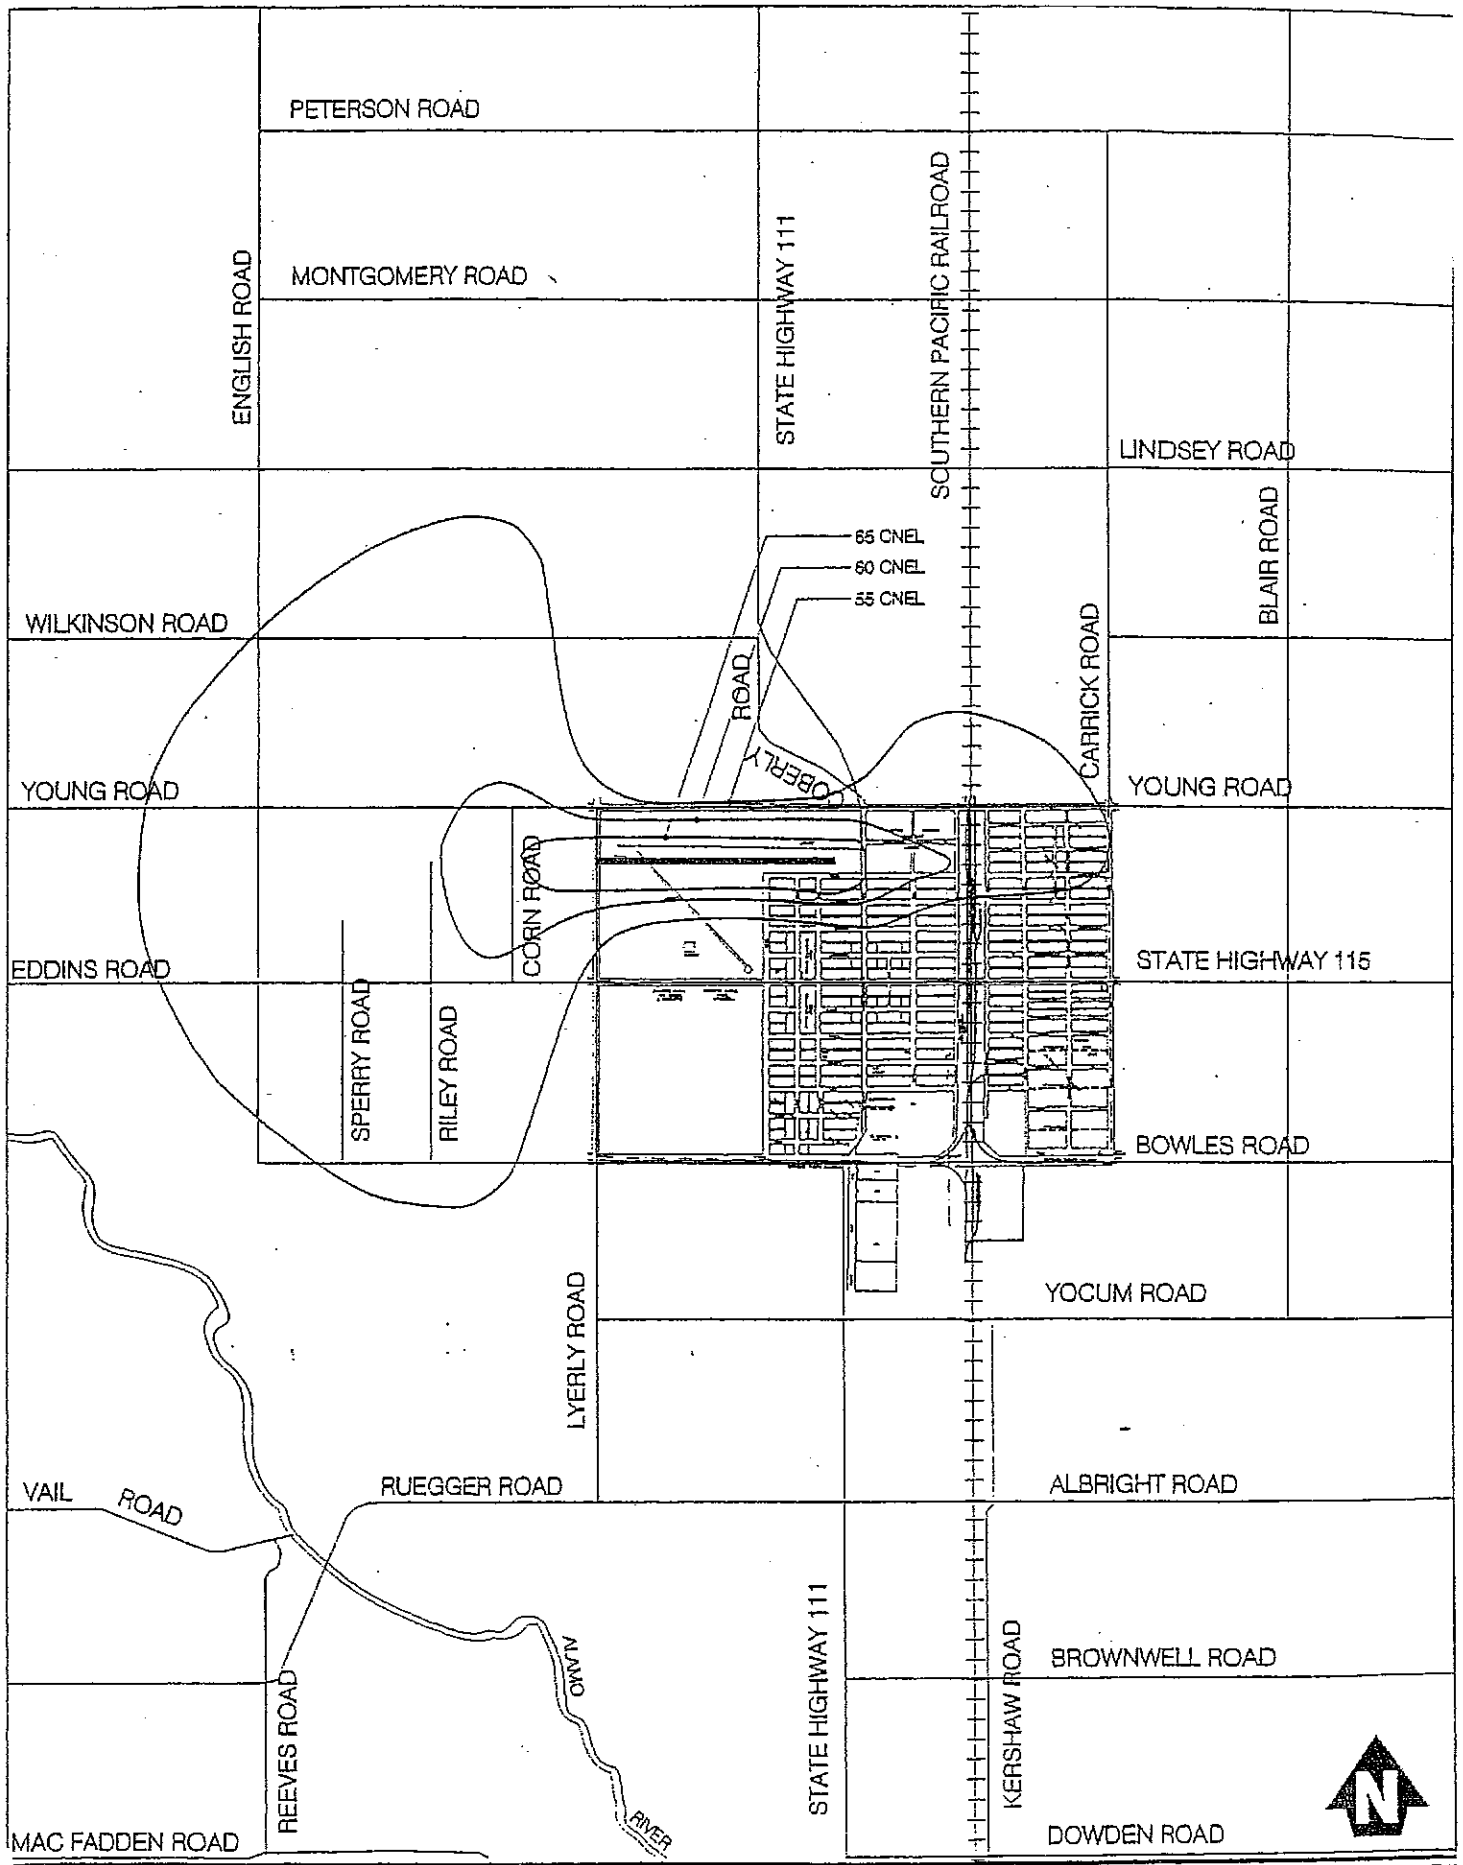 PETERSON ROAD
MONTGOMERY ROAD
ENGLISH ROAD
STATE HIGHWAY 111
SOUTHERN PACIFIC RAILROAD
LINDSEY ROAD
BLAIR ROAD
65 CNEL
60 CNEL
55 CNEL
WILKINSON ROAD
CARRICK ROAD
COBERLY ROAD
YOUNG ROAD
YOUNG ROAD
CORN ROAD
EDDINS ROAD
STATE HIGHWAY 115
SPERRY ROAD
RILEY ROAD
BOWLES ROAD
YOCUM ROAD
LYERLY ROAD
VAIL ROAD
RUEGGER ROAD
ALBRIGHT ROAD
STATE HIGHWAY 111
KERSHAW ROAD
BROWNWELL ROAD
REEVES ROAD
ALAMO RIVER
N
MAC FADDEN ROAD
DOWDEN ROAD